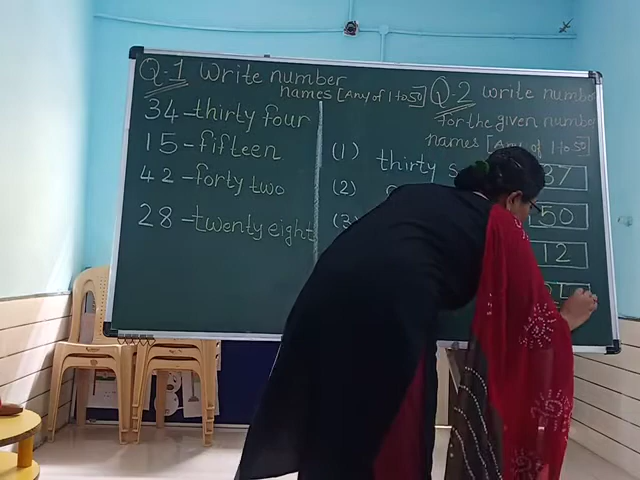 Q.1 Write number
names [Any of 1 to 50]
34 - thirty four
15 - fifteen
42 - forty two
28 - twenty eight
Q.2 Write number
for the given number
names [Any of 1 to 50]
(1) thirty 37
(2) 50
(3) 12